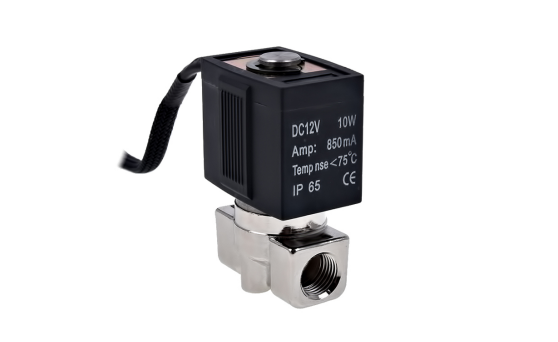 DC12V 10W
Amp: 850mA
Temp nse<75°C
IP 65 CE